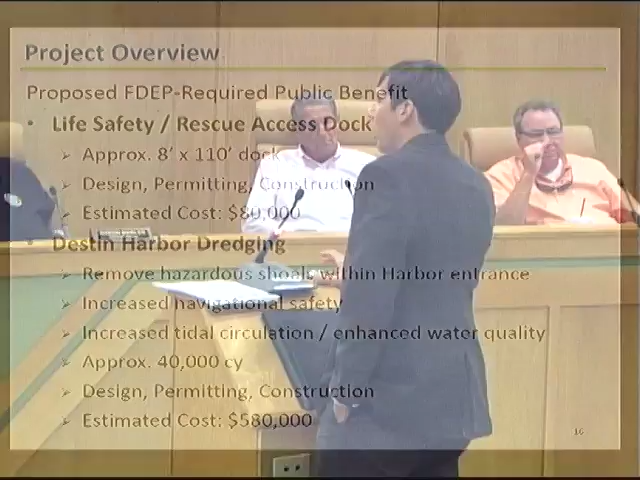 Project Overview
Proposed FDEP-Required Public Benefit
• Life Safety / Rescue Access Dock
➢ Approx. 8' x 110' dock
➢ Design, Permitting, Construction
➢ Estimated Cost: $80,000
• Destin Harbor Dredging
➢ Remove hazardous shoals within Harbor entrance
➢ Increased navigational safety
➢ Increased tidal circulation / enhanced water quality
➢ Approx. 40,000 cy
➢ Design, Permitting, Construction
➢ Estimated Cost: $580,000
16